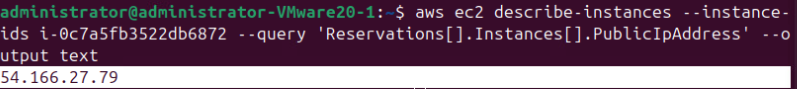 administrator@administrator-VMware20-1:~$ aws ec2 describe-instances --instance-
ids i-0c7a5fb3522db6872 --query 'Reservations[].Instances[].PublicIpAddress' --o
utput text
54.166.27.79